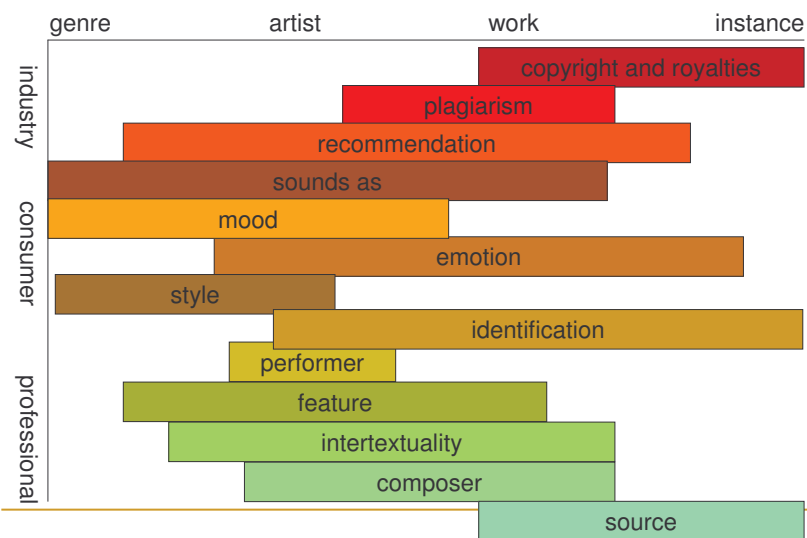 genre artist work instance
industry
consumer
professional
copyright and royalties
plagiarism
recommendation
sounds as
mood
emotion
style
identification
performer
feature
intertextuality
composer
source